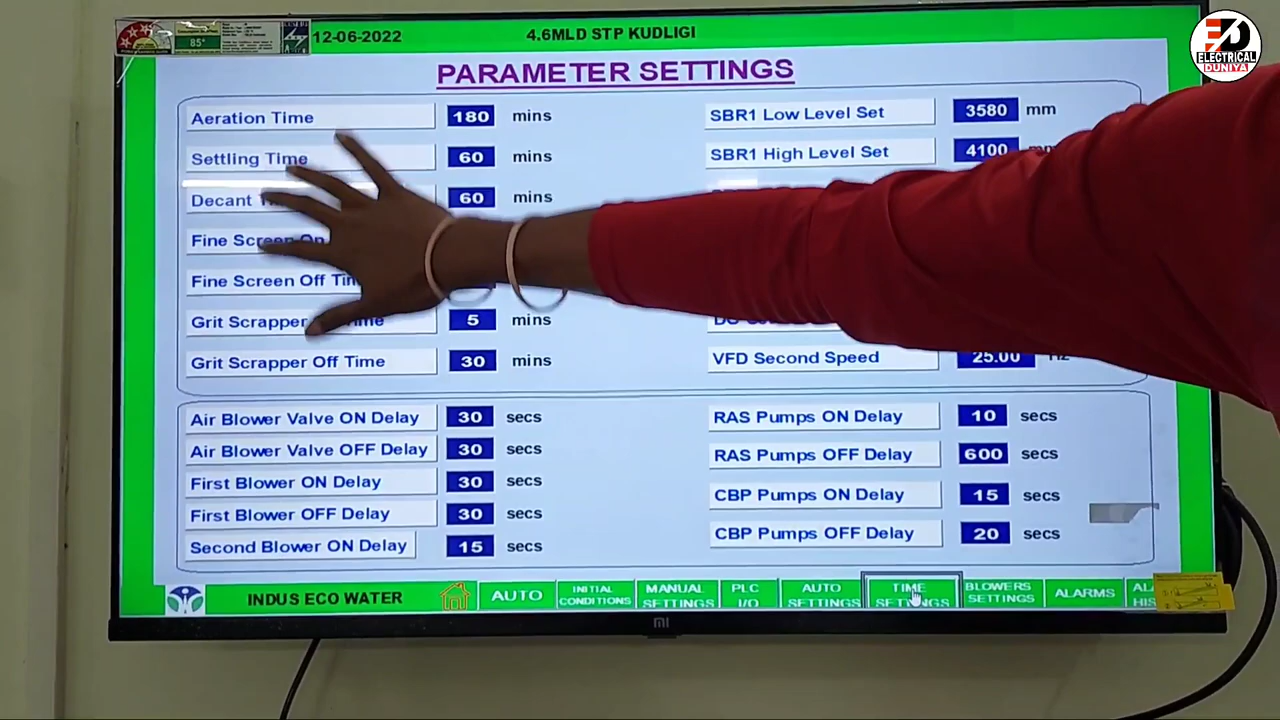 12-06-2022
4.6MLD STP KUDLIGI
ELECTRICAL
DUNIYA
85
PARAMETER SETTINGS
Aeration Time 180 mins
Settling Time 60 mins
Decant 60 mins
Fine Screen On
Fine Screen Off
Grit Scrapper 5 mins
Grit Scrapper Off Time 30 mins
SBR1 Low Level Set 3580 mm
SBR1 High Level Set 4100
VFD Second Speed 25.00 Hz
Air Blower Valve ON Delay 30 secs
Air Blower Valve OFF Delay 30 secs
First Blower ON Delay 30 secs
First Blower OFF Delay 30 secs
Second Blower ON Delay 15 secs
RAS Pumps ON Delay 10 secs
RAS Pumps OFF Delay 600 secs
CBP Pumps ON Delay 15 secs
CBP Pumps OFF Delay 20 secs
INDUS ECO WATER
AUTO
INITIAL
CONDITIONS
MANUAL
SETTINGS
PLC
I/O
AUTO
SETTINGS
TIME
SETTINGS
BLOWERS
SETTINGS
ALARMS
mi